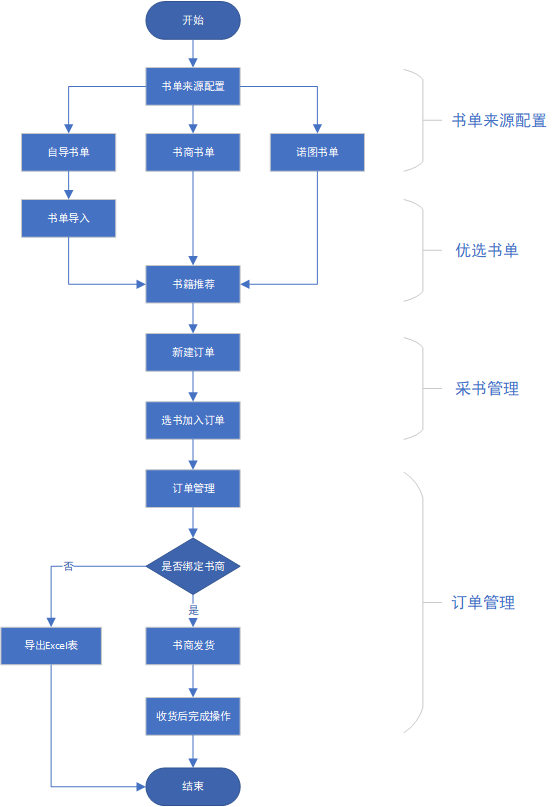 开始
书单来源配置
书单来源配置
自导书单
书商书单
诺图书单
书单导入
优选书单
书籍推荐
新建订单
采书管理
选书加入订单
订单管理
是否绑定书商
否
是
订单管理
导出Excel表
书商发货
收货后完成操作
结束